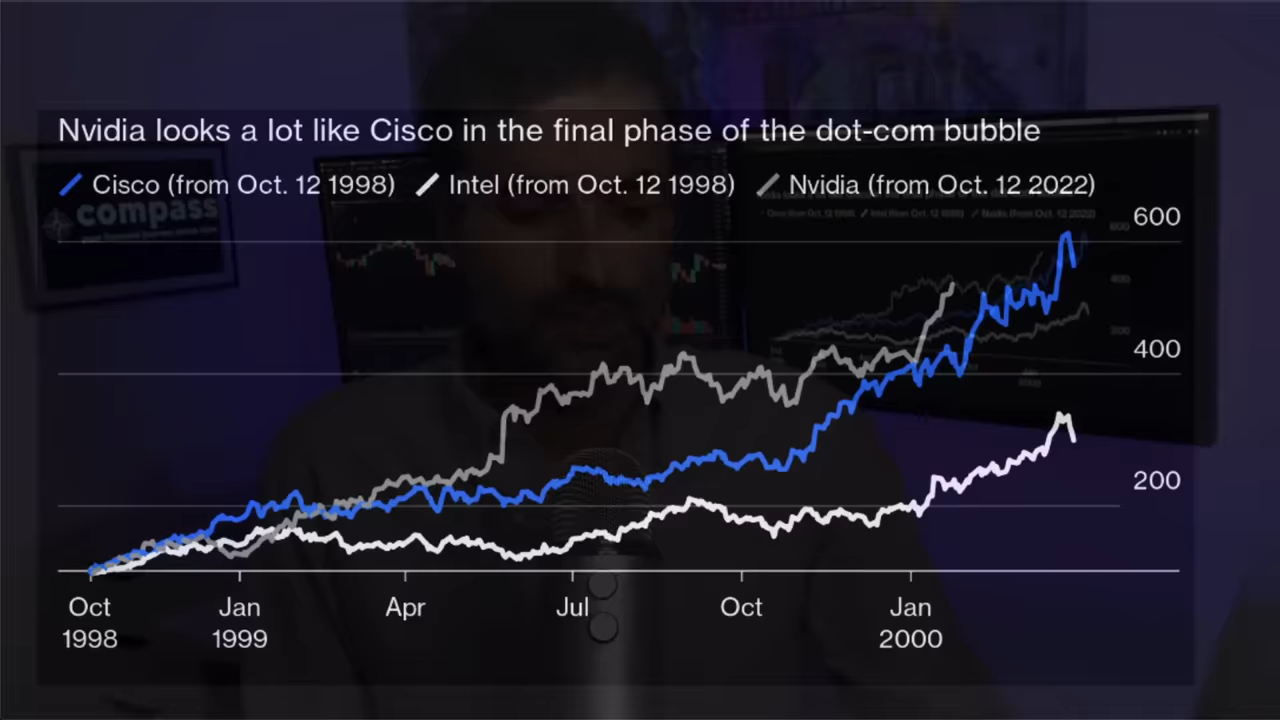 Nvidia looks a lot like Cisco in the final phase of the dot-com bubble
Cisco (from Oct. 12 1998) Intel (from Oct. 12 1998) Nvidia (from Oct. 12 2022)
compass
600
400
200
Oct Jan Apr Jul Oct Jan
1998 1999 2000